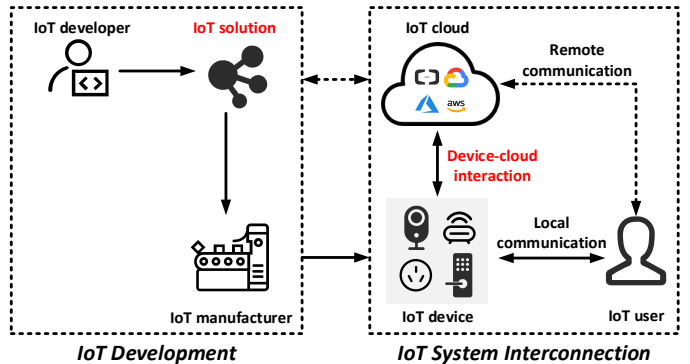 IoT developer
IoT solution
IoT manufacturer
IoT Development
IoT cloud
aws
Remote
communication
Device-cloud
interaction
Local
communication
IoT device
IoT user
IoT System Interconnection